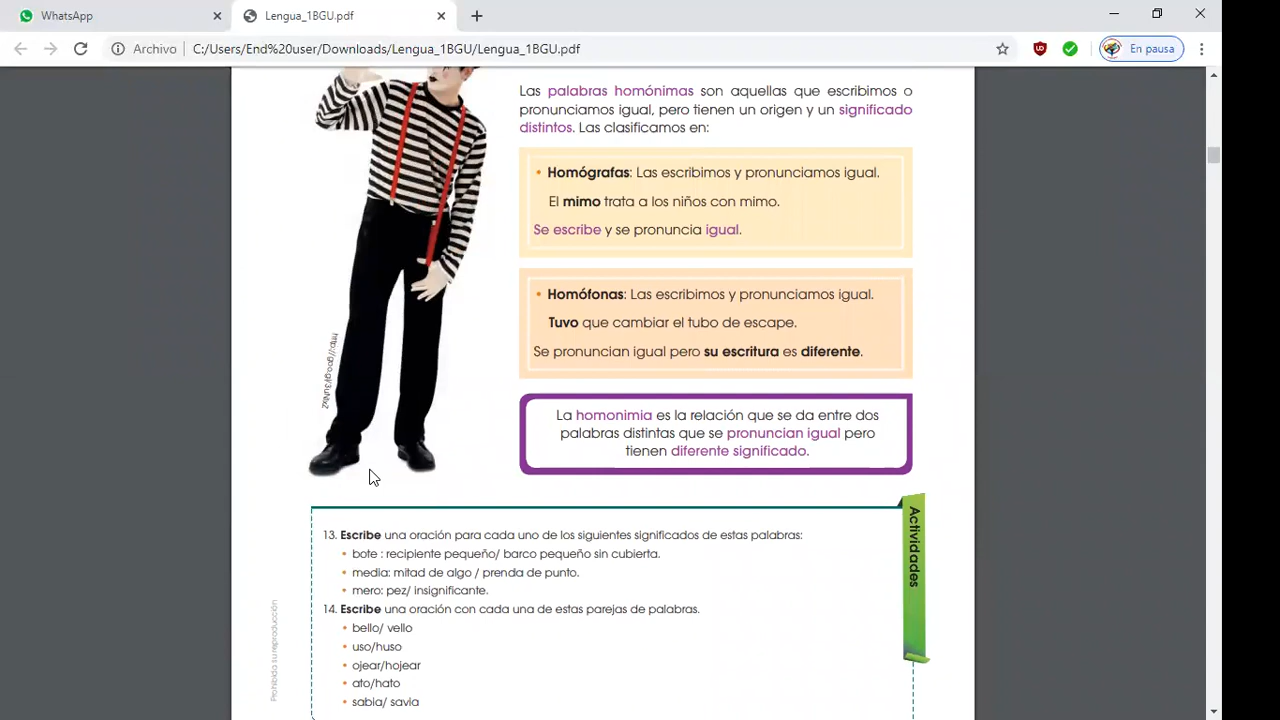 WhatsApp
Lengua_1BGU.pdf
Archivo
C:/Users/End%20user/Downloads/Lengua_1BGU/Lengua_1BGU.pdf
En pausa
Las palabras homónimas son aquellas que escribimos o
pronunciamos igual, pero tienen un origen y un significado
distintos. Las clasificamos en:
• Homógrafas: Las escribimos y pronunciamos igual.
El mimo trata a los niños con mimo.
Se escribe y se pronuncia igual.
• Homófonas: Las escribimos y pronunciamos igual.
Tuvo que cambiar el tubo de escape.
Se pronuncian igual pero su escritura es diferente.
La homonimia es la relación que se da entre dos
palabras distintas que se pronuncian igual pero
tienen diferente significado.
Actividades
13. Escribe una oración para cada uno de los siguientes significados de estas palabras:
• bote : recipiente pequeño/ barco pequeño sin cubierta.
• media: mitad de algo / prenda de punto.
• mero: pez/ insignificante.
14. Escribe una oración con cada una de estas parejas de palabras.
• bello/ vello
• uso/huso
• ojear/hojear
• ato/hato
• sabia/ savia
Prohibida su reproducción